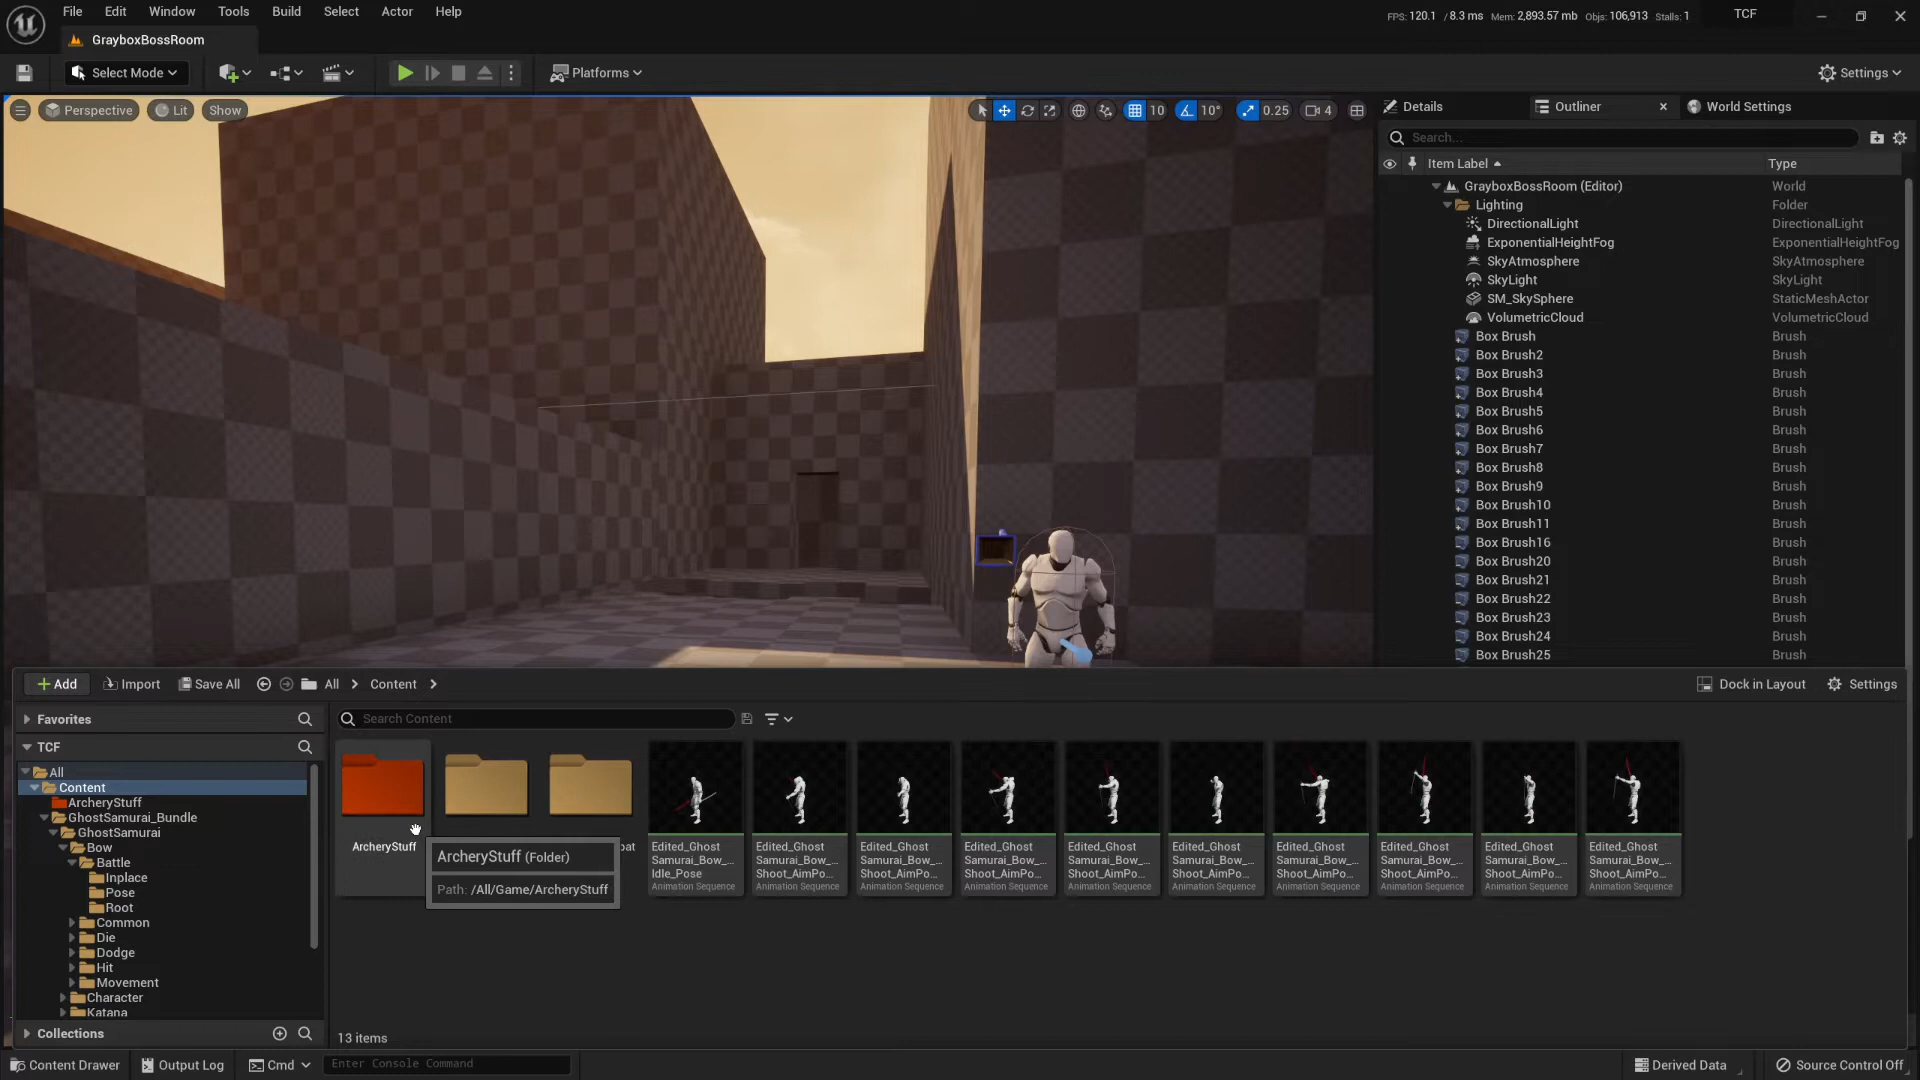 File Edit Window Tools Build Select Actor Help
FPS: 120.1 / 8.3 ms Mem: 2,893.57 mb Objs: 106,913 Stalls: 1 TCF
GrayboxBossRoom
Select Mode Platforms Settings
Perspective Lit Show 10 10° 0.25 4
Details Outliner World Settings
Search...
Item Label Type
GrayboxBossRoom (Editor) World
Lighting Folder
DirectionalLight DirectionalLight
ExponentialHeightFog ExponentialHeightFog
SkyAtmosphere SkyAtmosphere
SkyLight SkyLight
SM_SkySphere StaticMeshActor
VolumetricCloud VolumetricCloud
Box Brush Brush
Box Brush2 Brush
Box Brush3 Brush
Box Brush4 Brush
Box Brush5 Brush
Box Brush6 Brush
Box Brush7 Brush
Box Brush8 Brush
Box Brush9 Brush
Box Brush10 Brush
Box Brush11 Brush
Box Brush16 Brush
Box Brush20 Brush
Box Brush21 Brush
Box Brush22 Brush
Box Brush23 Brush
Box Brush24 Brush
Box Brush25 Brush
Add Import Save All All Content Dock in Layout Settings
Favorites
Search Content
TCF
All
Content
ArcheryStuff
GhostSamurai_Bundle
GhostSamurai
Bow
Battle
Inplace
Pose
Root
Common
Die
Dodge
Hit
Movement
Character
Katana
Collections
ArcheryStuff
ArcheryStuff (Folder)
Path: /All/Game/ArcheryStuff
Edited_Ghost
Samurai_Bow_...
Idle_Pose
Animation Sequence
Edited_Ghost
Samurai_Bow_...
Shoot_AimPo...
Animation Sequence
Edited_Ghost
Samurai_Bow_...
Shoot_AimPo...
Animation Sequence
Edited_Ghost
Samurai_Bow_...
Shoot_AimPo...
Animation Sequence
Edited_Ghost
Samurai_Bow_...
Shoot_AimPo...
Animation Sequence
Edited_Ghost
Samurai_Bow_...
Shoot_AimPo...
Animation Sequence
Edited_Ghost
Samurai_Bow_...
Shoot_AimPo...
Animation Sequence
Edited_Ghost
Samurai_Bow_...
Shoot_AimPo...
Animation Sequence
Edited_Ghost
Samurai_Bow_...
Shoot_AimPo...
Animation Sequence
Edited_Ghost
Samurai_Bow_...
Shoot_AimPo...
Animation Sequence
13 items
Content Drawer Output Log Cmd Enter Console Command Derived Data Source Control Off